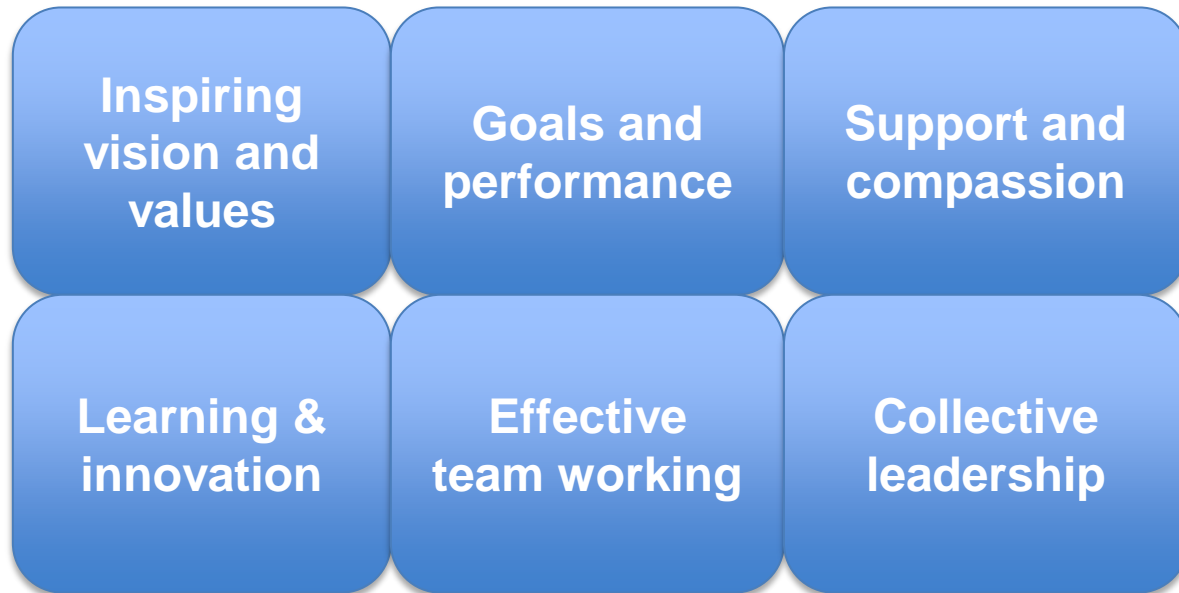 Inspiring
vision and
values
Goals and
performance
Support and
compassion
Learning &
innovation
Effective
team working
Collective
leadership